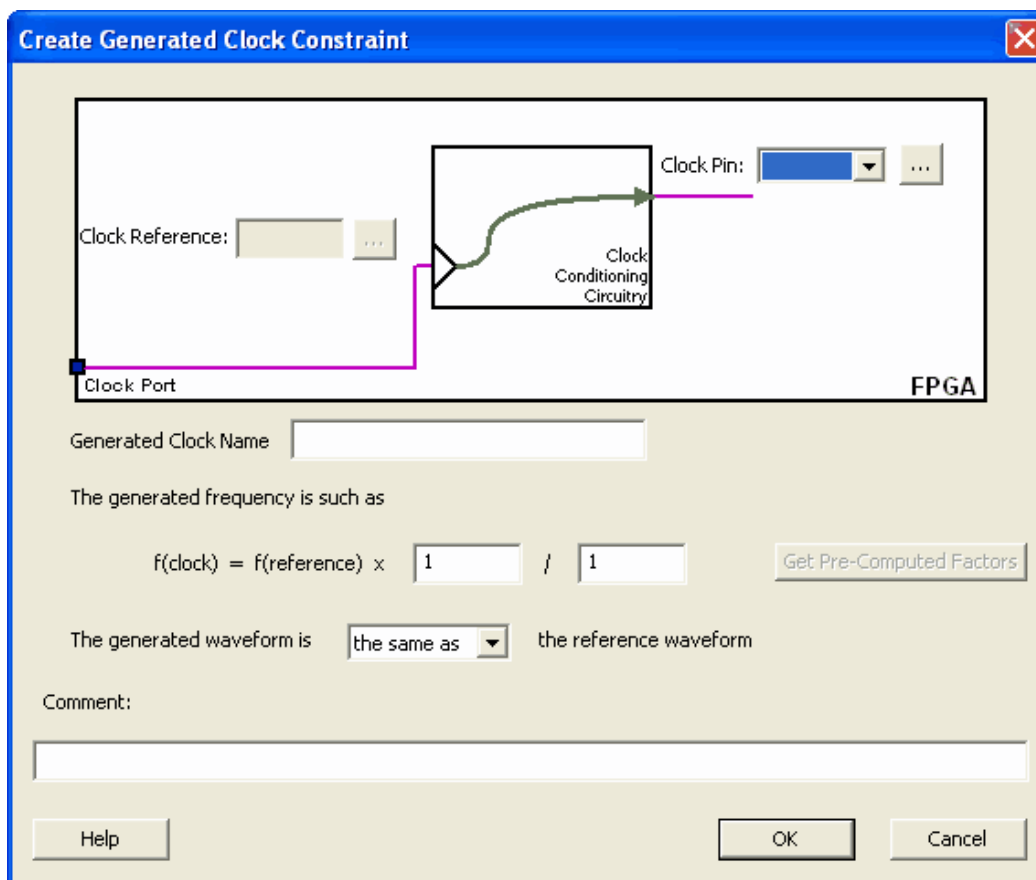 Create Generated Clock Constraint
Clock Pin:
...
Clock Reference:
...
Clock
Conditioning
Circuitry
Clock Port
FPGA
Generated Clock Name
The generated frequency is such as
f(clock) = f(reference) x 1 / 1
Get Pre-Computed Factors
The generated waveform is the same as the reference waveform
Comment:
Help
OK
Cancel